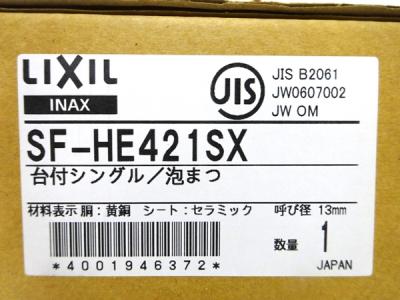 LIXIL
INAX
JIS
JIS B2061
JW0607002
JW OM
SF-HE421SX
台付シングル/泡まつ
材料表示 胴:黄銅 シート:セラミック 呼び径 13mm
数量 1
*4001946372*
JAPAN